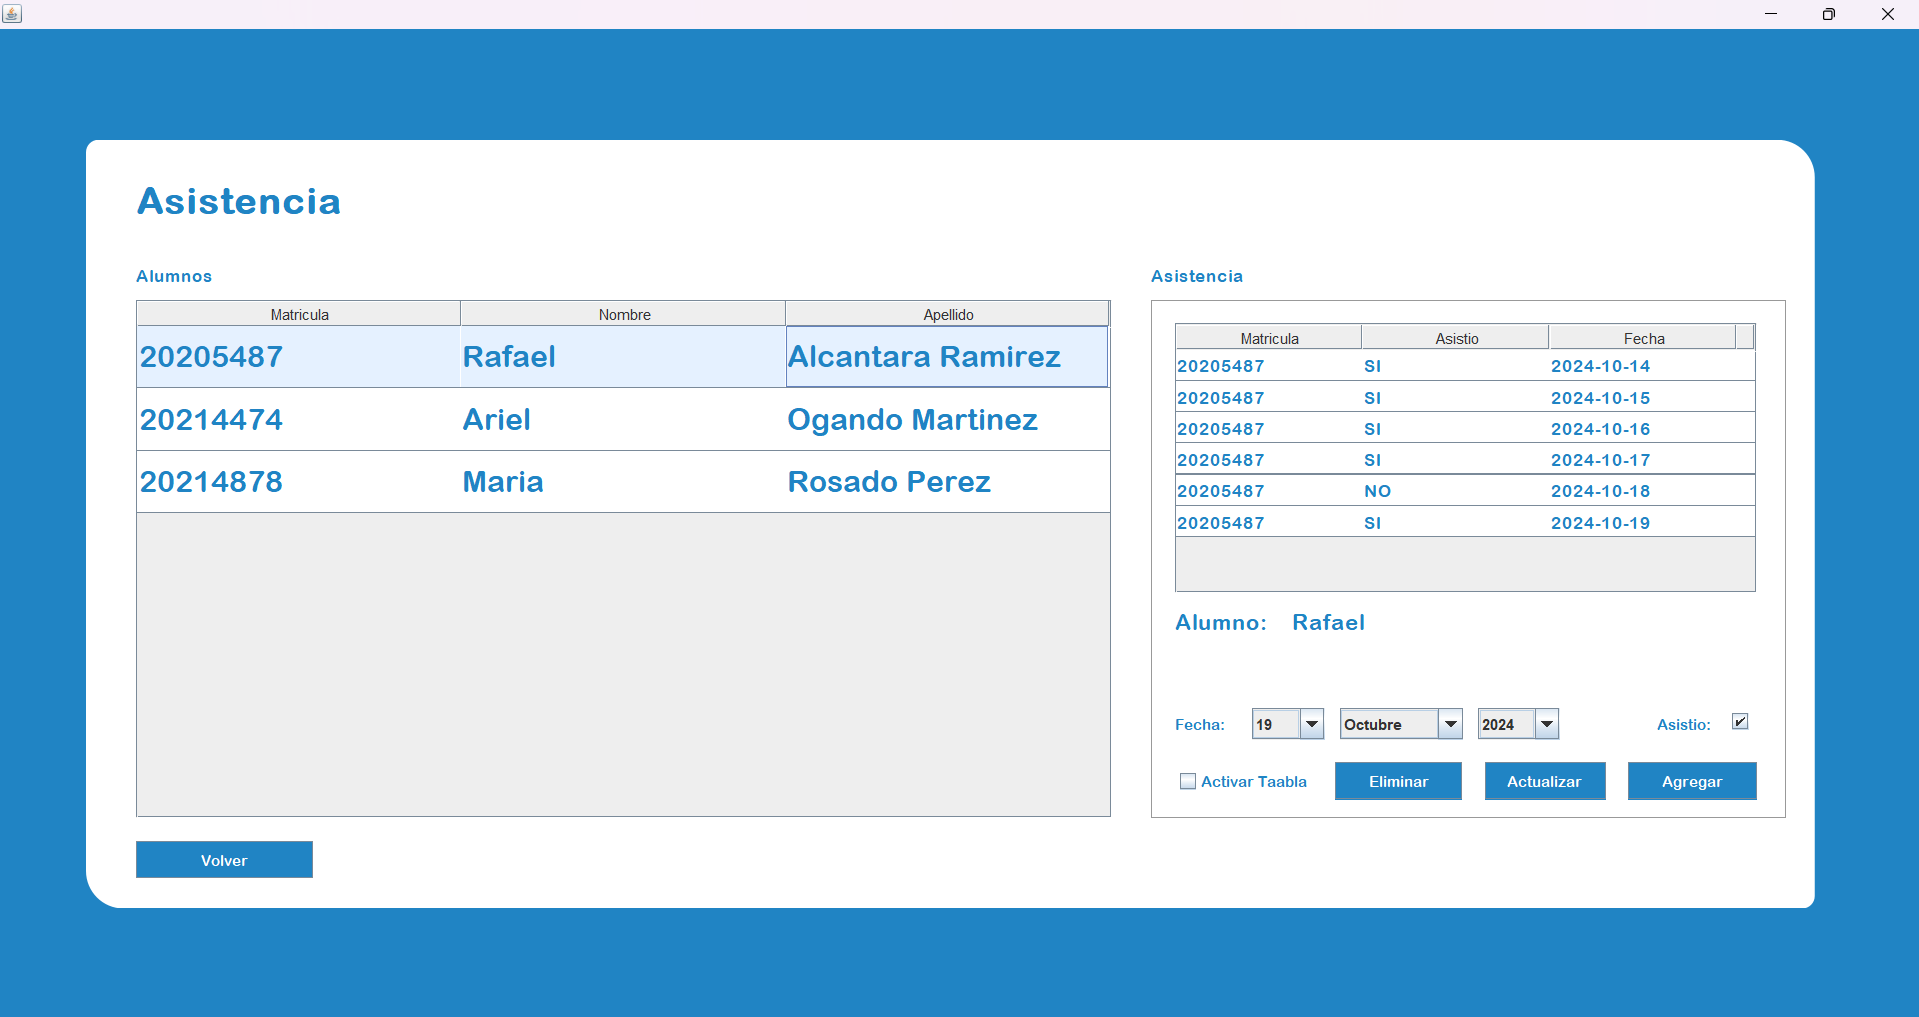 Asistencia
Alumnos
Matricula Nombre Apellido
20205487 Rafael Alcantara Ramirez
20214474 Ariel Ogando Martinez
20214878 Maria Rosado Perez
Volver
Asistencia
Matricula Asistio Fecha
20205487 SI 2024-10-14
20205487 SI 2024-10-15
20205487 SI 2024-10-16
20205487 SI 2024-10-17
20205487 NO 2024-10-18
20205487 SI 2024-10-19
Alumno: Rafael
Fecha: 19 Octubre 2024 Asistio:
Activar Taabla Eliminar Actualizar Agregar